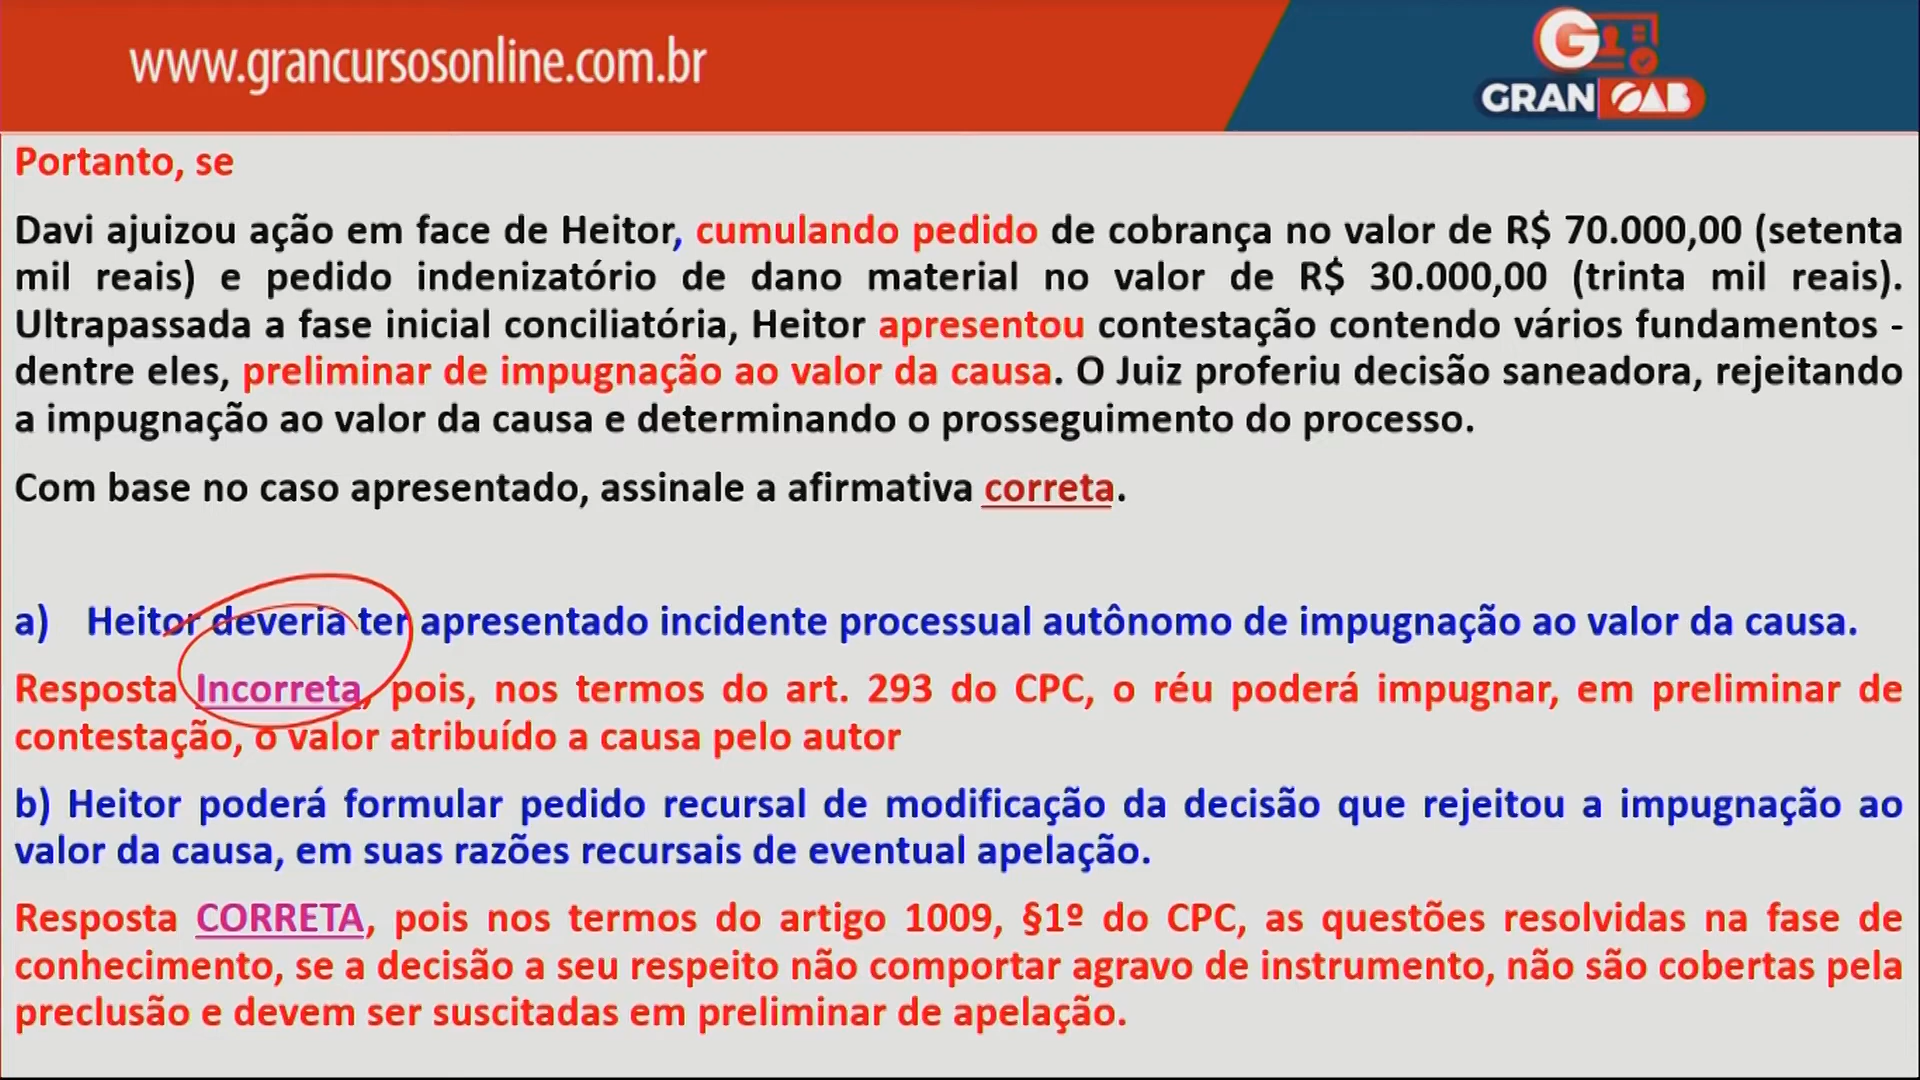 www.grancursosonline.com.br
G
GRAN OAB
Portanto, se
Davi ajuizou ação em face de Heitor, cumulando pedido de cobrança no valor de R$ 70.000,00 (setenta
mil reais) e pedido indenizatório de dano material no valor de R$ 30.000,00 (trinta mil reais).
Ultrapassada a fase inicial conciliatória, Heitor apresentou contestação contendo vários fundamentos -
dentre eles, preliminar de impugnação ao valor da causa. O Juiz proferiu decisão saneadora, rejeitando
a impugnação ao valor da causa e determinando o prosseguimento do processo.
Com base no caso apresentado, assinale a afirmativa correta.
a) Heitor deveria ter apresentado incidente processual autônomo de impugnação ao valor da causa.
Resposta Incorreta, pois, nos termos do art. 293 do CPC, o réu poderá impugnar, em preliminar de
contestação, o valor atribuído a causa pelo autor
b) Heitor poderá formular pedido recursal de modificação da decisão que rejeitou a impugnação ao
valor da causa, em suas razões recursais de eventual apelação.
Resposta CORRETA, pois nos termos do artigo 1009, §1º do CPC, as questões resolvidas na fase de
conhecimento, se a decisão a seu respeito não comportar agravo de instrumento, não são cobertas pela
preclusão e devem ser suscitadas em preliminar de apelação.